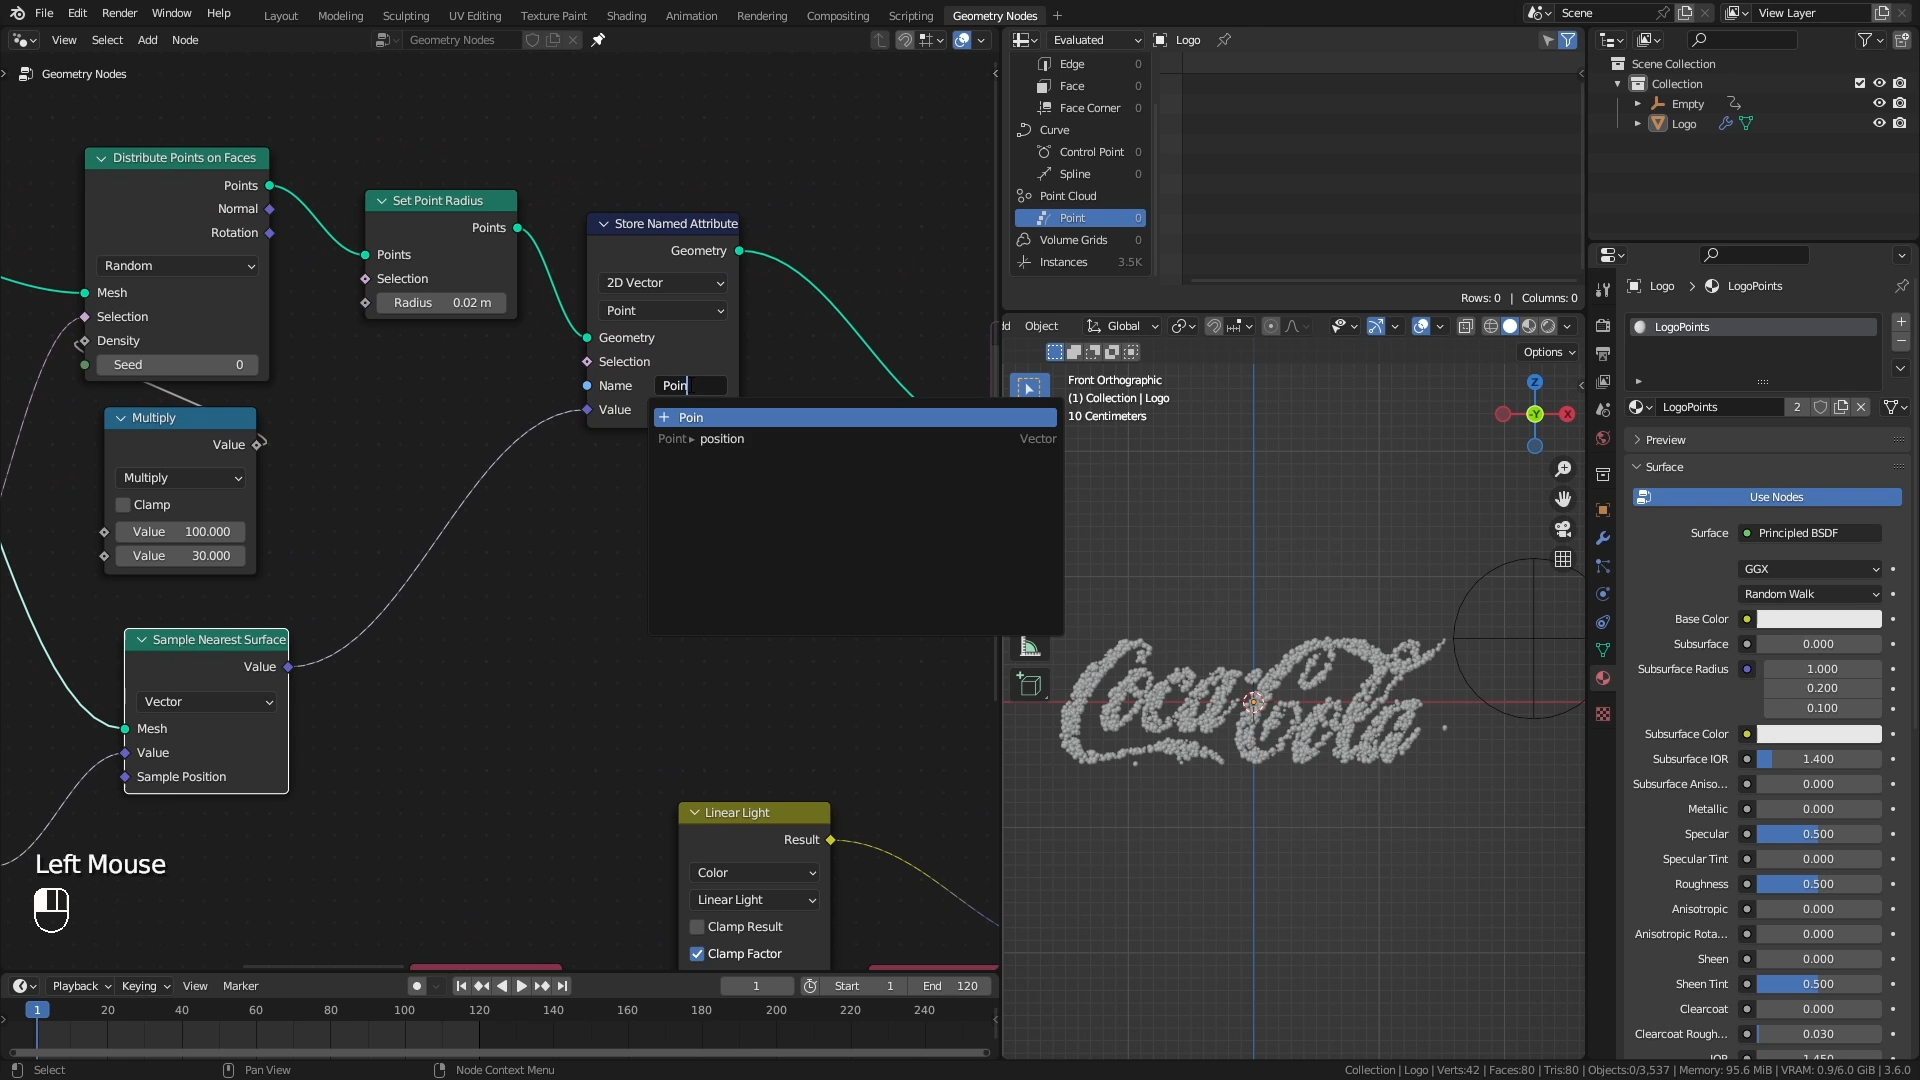 File Edit Render Window Help Layout Modeling Sculpting UV Editing Texture Paint Shading Animation Rendering Compositing Scripting Geometry Nodes + Scene View Layer
View Select Add Node Geometry Nodes Evaluated Logo
Geometry Nodes
Edge 0
Face 0
Face Corner 0
Curve
Control Point 0
Spline 0
Point Cloud
Point 0
Volume Grids 0
Instances 3.5K
Rows: 0 | Columns: 0
Scene Collection
Collection
Empty
Logo
Distribute Points on Faces
Points
Normal
Rotation
Random
Mesh
Selection
Density
Seed 0
Set Point Radius
Points
Points
Selection
Radius 0.02 m
Store Named Attribute
Geometry
2D Vector
Point
Geometry
Selection
Name Poin
Value
+ Poin
Point ▸ position Vector
Multiply
Value
Multiply
Clamp
Value 100.000
Value 30.000
Sample Nearest Surface
Value
Vector
Mesh
Value
Sample Position
Linear Light
Result
Color
Linear Light
Clamp Result
Clamp Factor
Left Mouse
dd Object Global
Options
Front Orthographic
(1) Collection | Logo
10 Centimeters
Z
X
-Y
Coca Cola
Logo > LogoPoints
LogoPoints
LogoPoints 2
Preview
Surface
Use Nodes
Surface Principled BSDF
GGX
Random Walk
Base Color
Subsurface 0.000
Subsurface Radius 1.000
0.200
0.100
Subsurface Color
Subsurface IOR 1.400
Subsurface Aniso... 0.000
Metallic 0.000
Specular 0.500
Specular Tint 0.000
Roughness 0.500
Anisotropic 0.000
Anisotropic Rota... 0.000
Sheen 0.000
Sheen Tint 0.500
Clearcoat 0.000
Clearcoat Rough... 0.030
IOR 1.450
Playback Keying View Marker 1 Start 1 End 120
1 20 40 60 80 100 120 140 160 180 200 220 240
Select Pan View Node Context Menu Collection | Logo | Verts:42 | Faces:80 | Tris:80 | Objects:0/3,537 | Memory: 95.6 MiB | VRAM: 0.9/6.0 GiB | 3.6.0